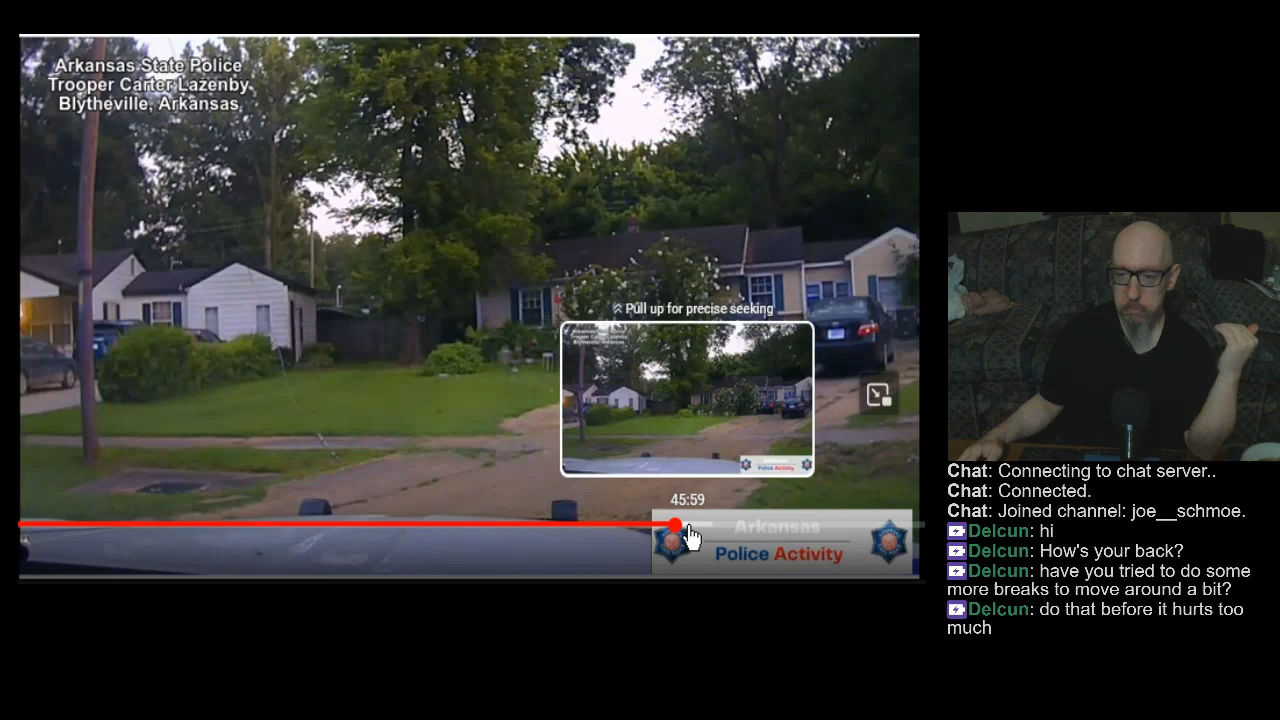 Arkansas State Police
Trooper Carter Lazenby
Blytheville, Arkansas
Pull up for precise seeking
Police Activity
45:59
Arkansas
Police Activity
Chat: Connecting to chat server..
Chat: Connected.
Chat: Joined channel: joe__schmoe.
Delcun: hi
Delcun: How's your back?
Delcun: have you tried to do some
more breaks to move around a bit?
Delcun: do that before it hurts too
much